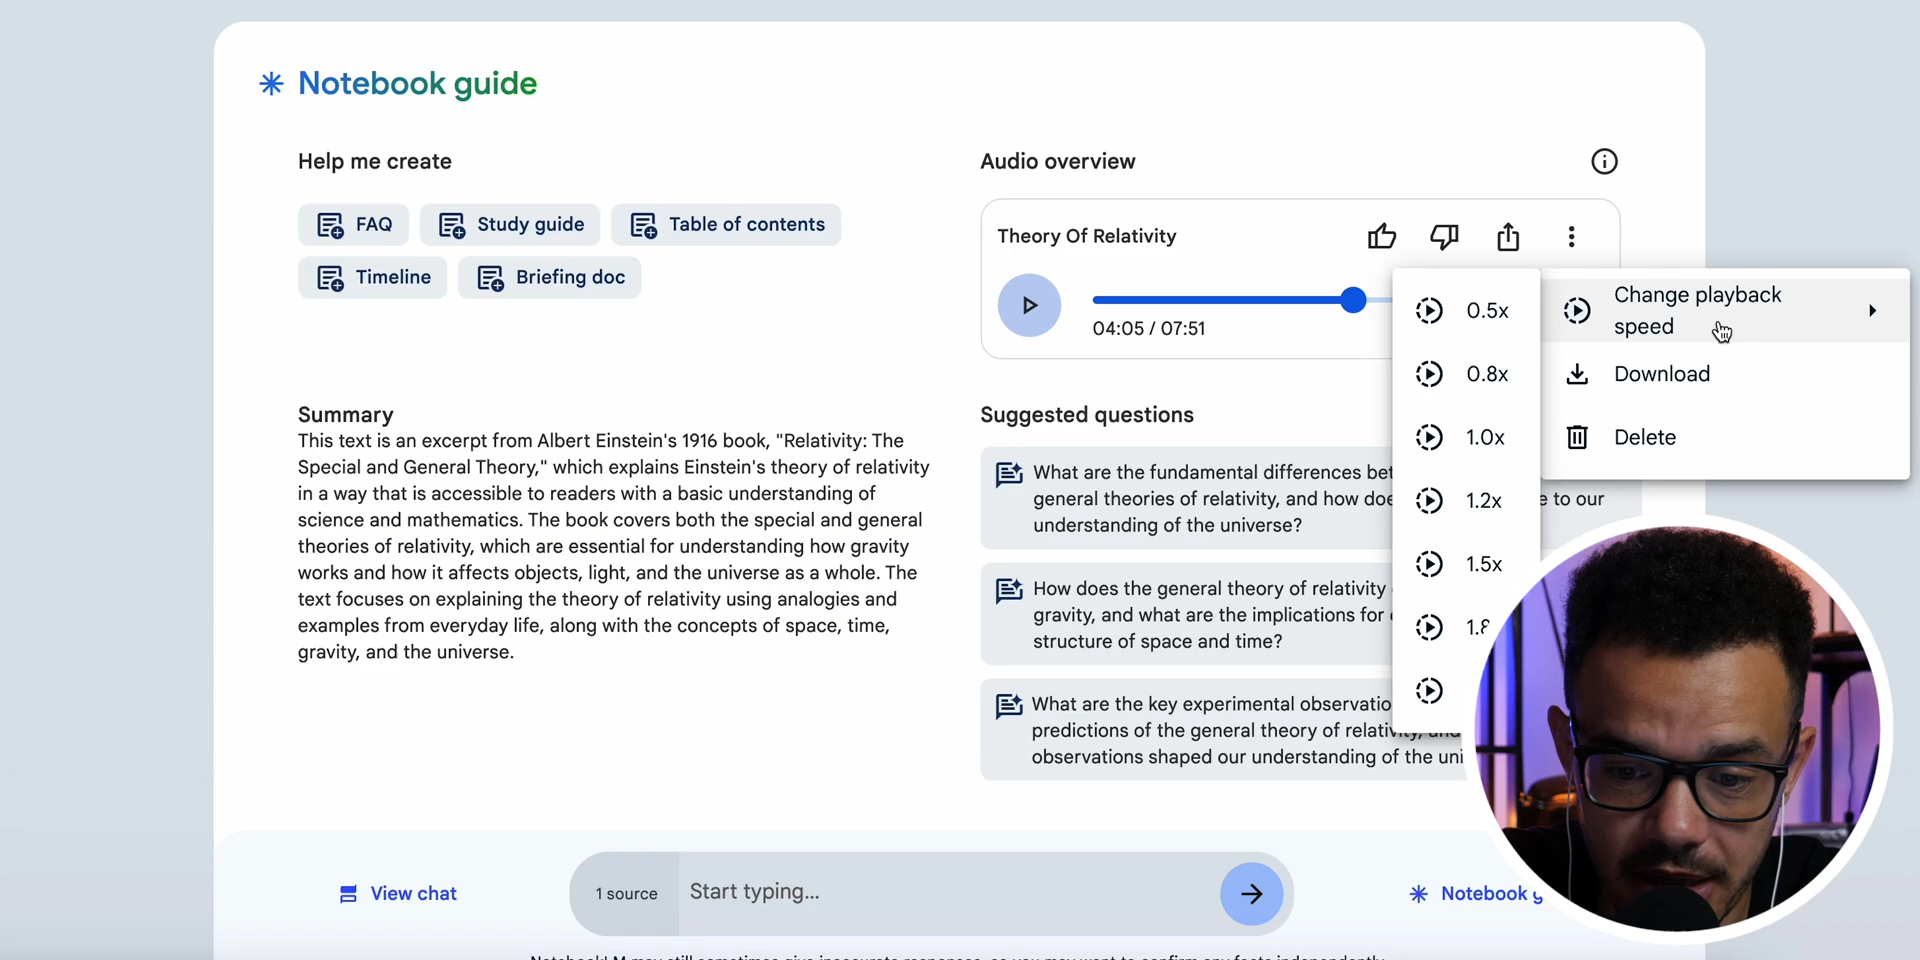 Notebook guide
Help me create
FAQ
Study guide
Table of contents
Timeline
Briefing doc
Summary
This text is an excerpt from Albert Einstein's 1916 book, "Relativity: The
Special and General Theory," which explains Einstein's theory of relativity
in a way that is accessible to readers with a basic understanding of
science and mathematics. The book covers both the special and general
theories of relativity, which are essential for understanding how gravity
works and how it affects objects, light, and the universe as a whole. The
text focuses on explaining the theory of relativity using analogies and
examples from everyday life, along with the concepts of space, time,
gravity, and the universe.
Audio overview
Theory Of Relativity
04:05 / 07:51
Change playback
speed
Download
Delete
0.5x
0.8x
1.0x
1.2x
1.5x
Suggested questions
What are the fundamental differences
general theories of relativity, and how to our
understanding of the universe?
How does the general theory of relativity
gravity, and what are the implications for
structure of space and time?
What are the key experimental
predictions of the general theory of
observations shaped our understanding of the
View chat
1 source
Start typing...
Notebook